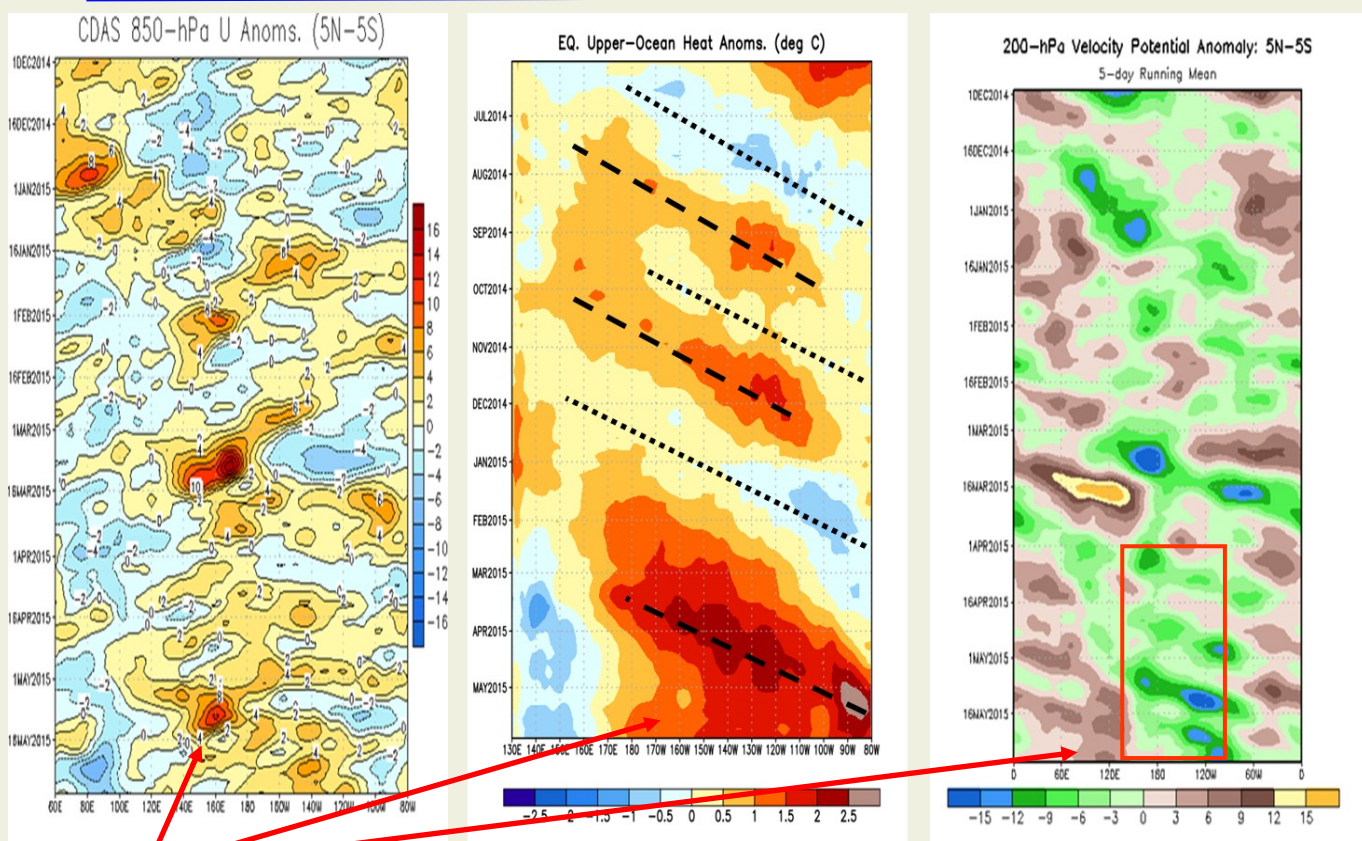 CDAS 850-hPa U Anoms. (5N-5S)
1DEC2014
16DEC2014
1JAN2015
16JAN2015
1FEB2015
16FEB2015
1MAR2015
16MAR2015
1APR2015
16APR2015
1MAY2015
16MAY2015
60E 80E 100E 120E 140E 160E 180 160W 140W 120W 100W 80W
16
14
12
10
8
6
4
2
0
-2
-4
-6
-8
-10
-12
-14
-16
EQ. Upper-Ocean Heat Anoms. (deg C)
JUL2014
AUG2014
SEP2014
OCT2014
NOV2014
DEC2014
JAN2015
FEB2015
MAR2015
APR2015
MAY2015
130E 140E 150E 160E 170E 180 170W 160W 150W 140W 130W 120W 110W 100W 90W 80W
-2.5 -2 -1.5 -1 -0.5 0 0.5 1 1.5 2 2.5
200-hPa Velocity Potential Anomaly: 5N-5S
5-day Running Mean
1DEC2014
16DEC2014
1JAN2015
16JAN2015
1FEB2015
16FEB2015
1MAR2015
16MAR2015
1APR2015
16APR2015
1MAY2015
16MAY2015
0 60E 120E 180 120W 60W 0
-15 -12 -9 -6 -3 0 3 6 9 12 15